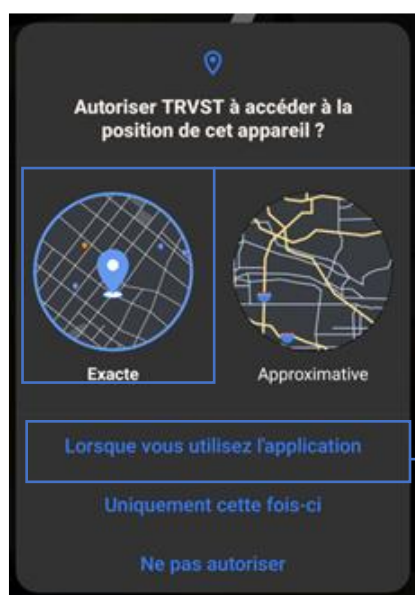 Autoriser TRVST à accéder à la
position de cet appareil ?
Exacte
Approximative
Lorsque vous utilisez l'application
Uniquement cette fois-ci
Ne pas autoriser